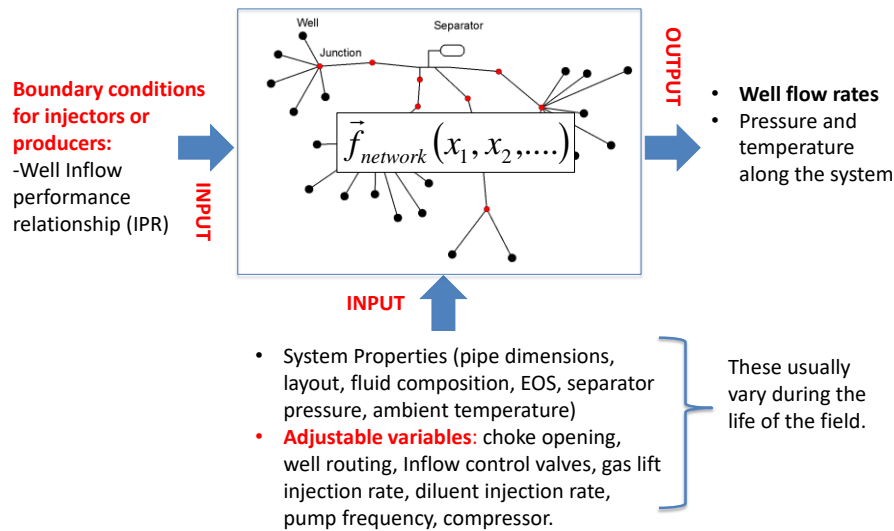 Boundary conditions
for injectors or
producers:
-Well Inflow
performance
relationship (IPR)
INPUT
Well
Junction
Separator
f⃗network (x1, x2,....)
OUTPUT
• Well flow rates
• Pressure and
temperature
along the system
INPUT
• System Properties (pipe dimensions,
layout, fluid composition, EOS, separator
pressure, ambient temperature)
• Adjustable variables: choke opening,
well routing, Inflow control valves, gas lift
injection rate, diluent injection rate,
pump frequency, compressor.
These usually
vary during the
life of the field.